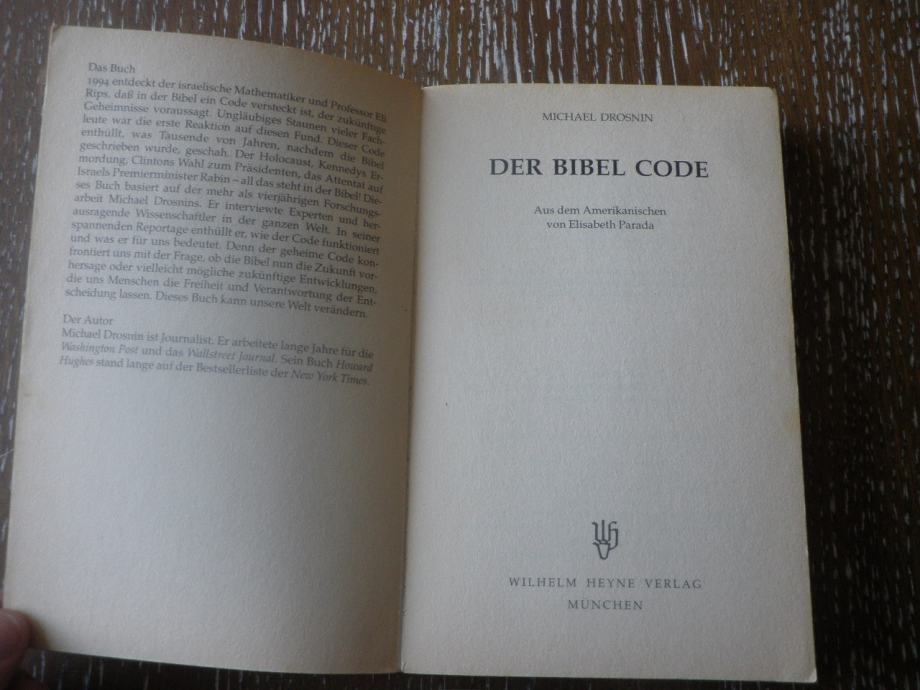 Das Buch
1994 entdeckt der israelische Mathematiker und Professor Eli
Rips, daß in der Bibel ein Code versteckt ist, der zukünftige
Geheimnisse voraussagt. Ungläubiges Staunen vieler Fach-
leute war die erste Reaktion auf diesen Fund. Dieser Code
enthüllt, was Tausende von Jahren, nachdem die Bibel
geschrieben wurde, geschah. Der Holocaust, Kennedys Er-
mordung, Clintons Wahl zum Präsidenten, das Attentat auf
Israels Premierminister Rabin – all das steht in der Bibel! Die-
ses Buch basiert auf der mehr als vierjährigen Forschungs-
arbeit Michael Drosnins. Er interviewte Experten und her-
ausragende Wissenschaftler in der ganzen Welt. In seiner
spannenden Reportage enthüllt er, wie der Code funktioniert
und was er für uns bedeutet. Denn der geheime Code kon-
frontiert uns mit der Frage, ob die Bibel nun die Zukunft vor-
hersage oder vielleicht mögliche zukünftige Entwicklungen,
die uns Menschen die Freiheit und Verantwortung der Ent-
scheidung lassen. Dieses Buch kann unsere Welt verändern.
Der Autor
Michael Drosnin ist Journalist. Er arbeitete lange Jahre für die
Washington Post und das Wallstreet Journal. Sein Buch Howard
Hughes stand lange auf der Bestsellerliste der New York Times.
MICHAEL DROSNIN
DER BIBEL CODE
Aus dem Amerikanischen
von Elisabeth Parada
WILHELM HEYNE VERLAG
MÜNCHEN